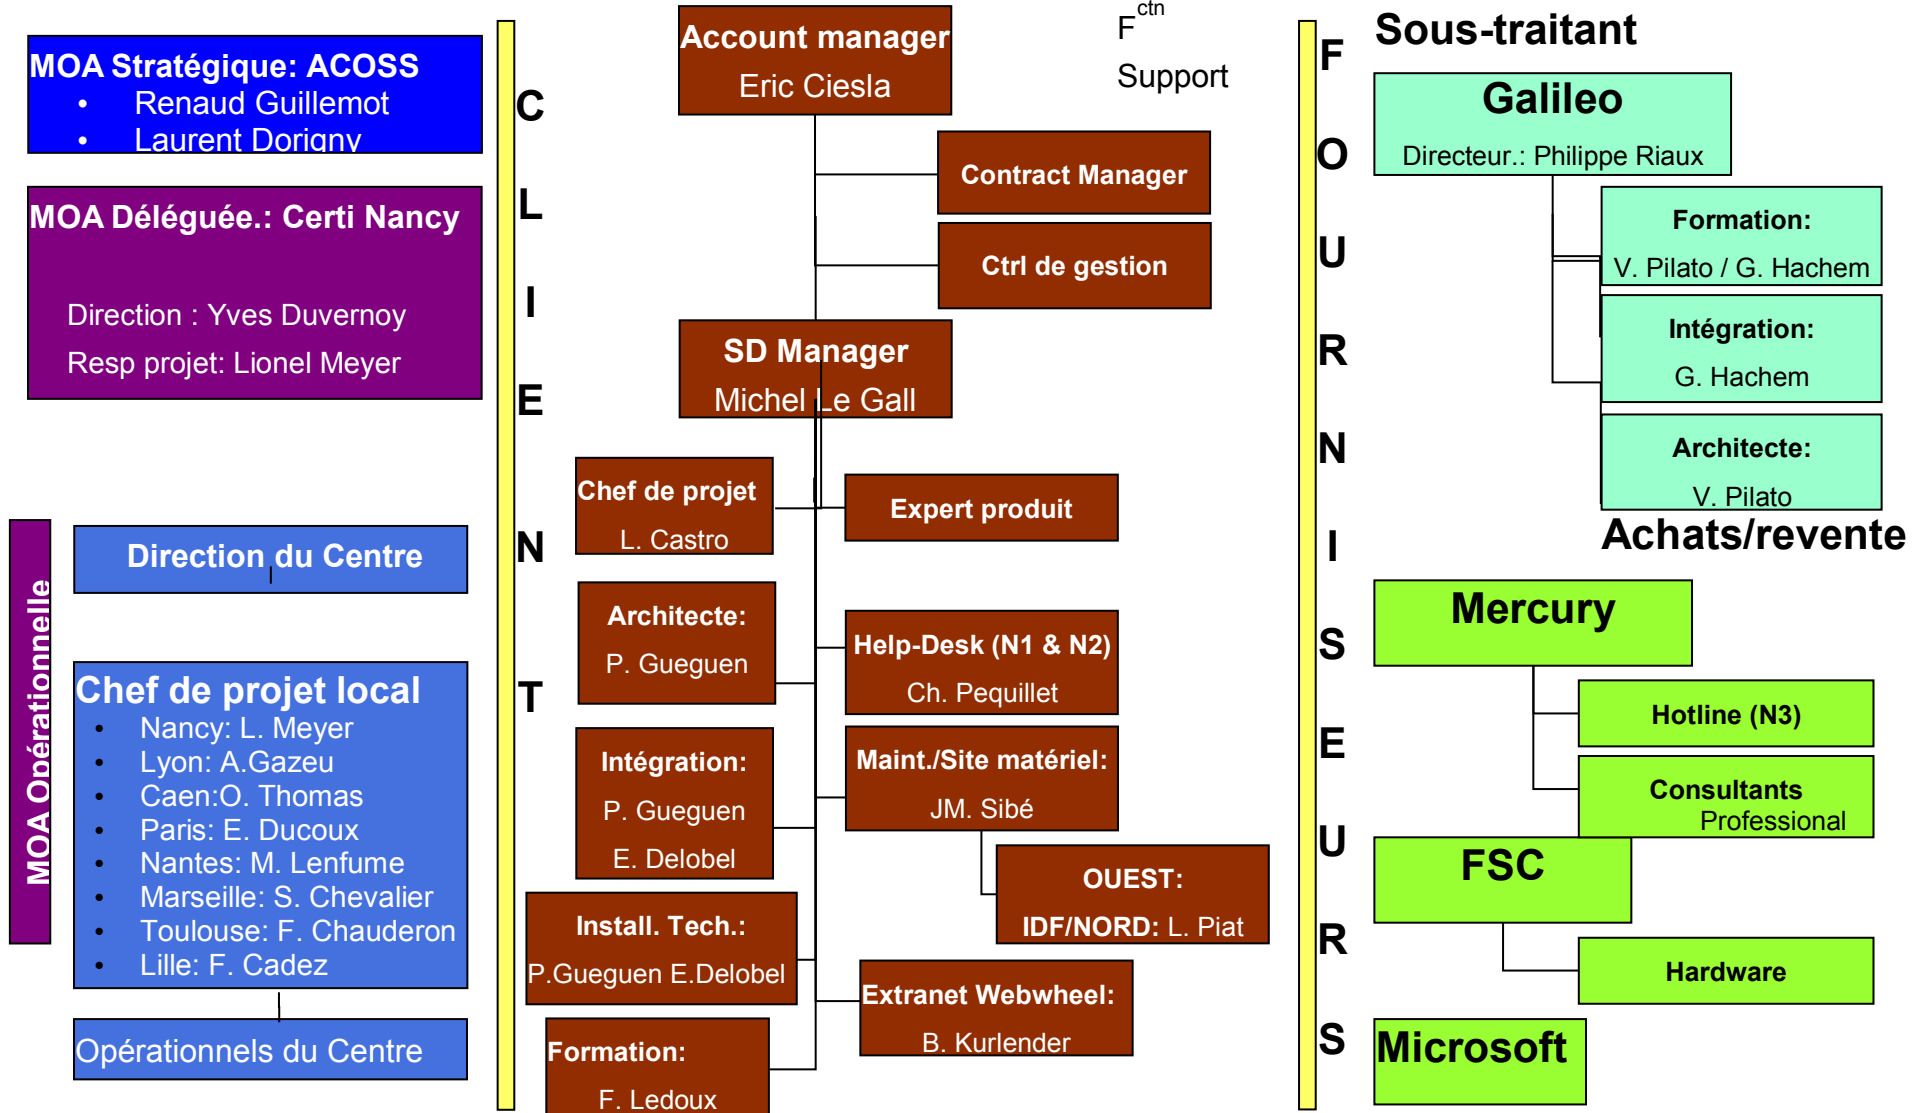 MOA Stratégique: ACOSS
• Renaud Guillemot
• Laurent Dorigny
MOA Déléguée.: Certi Nancy
Direction : Yves Duvernoy
Resp projet: Lionel Meyer
MOA Opérationnelle
Direction du Centre
Chef de projet local
• Nancy: L. Meyer
• Lyon: A.Gazeu
• Caen:O. Thomas
• Paris: E. Ducoux
• Nantes: M. Lenfume
• Marseille: S. Chevalier
• Toulouse: F. Chauderon
• Lille: F. Cadez
Opérationnels du Centre
CLIENT
Account manager
Eric Ciesla
Fctn
Support
Contract Manager
Ctrl de gestion
SD Manager
Michel Le Gall
Chef de projet
L. Castro
Expert produit
Architecte:
P. Gueguen
Help-Desk (N1 & N2)
Ch. Pequillet
Intégration:
P. Gueguen
E. Delobel
Maint./Site matériel:
JM. Sibé
OUEST:
IDF/NORD: L. Piat
Install. Tech.:
P.Gueguen E.Delobel
Extranet Webwheel:
B. Kurlender
Formation:
F. Ledoux
FOURNISEURS
Sous-traitant
Galileo
Directeur.: Philippe Riaux
Formation:
V. Pilato / G. Hachem
Intégration:
G. Hachem
Architecte:
V. Pilato
Achats/revente
Mercury
Hotline (N3)
Consultants
Professional
FSC
Hardware
Microsoft